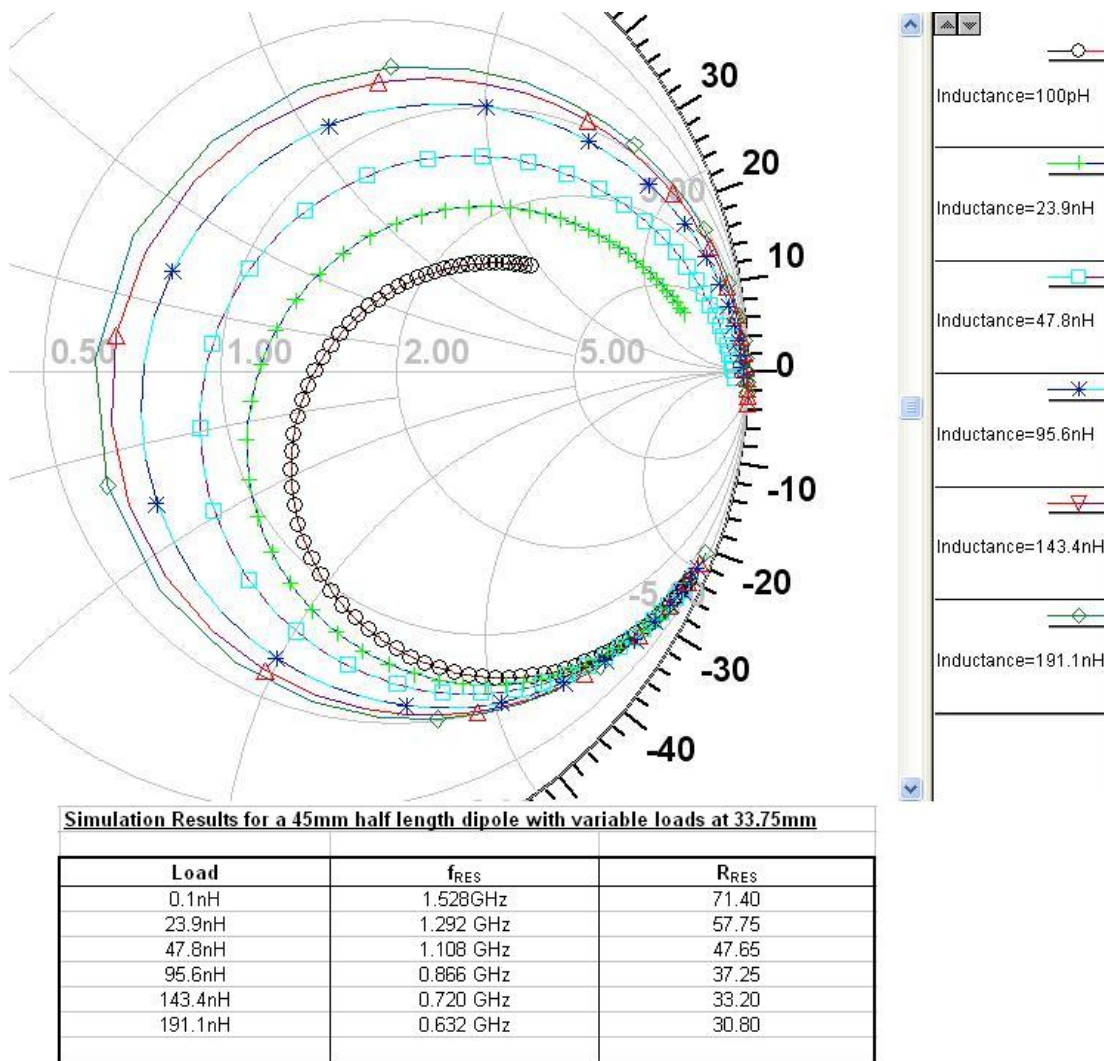 30
20
5.00
10
0.50 1.00 2.00 5.00 0
-10
-20
-30
-40
Inductance=100pH
Inductance=23.9nH
Inductance=47.8nH
Inductance=95.6nH
Inductance=143.4nH
Inductance=191.1nH
Simulation Results for a 45mm half length dipole with variable loads at 33.75mm
Load fRES RRES
0.1nH 1.528GHz 71.40
23.9nH 1.292 GHz 57.75
47.8nH 1.108 GHz 47.65
95.6nH 0.866 GHz 37.25
143.4nH 0.720 GHz 33.20
191.1nH 0.632 GHz 30.80